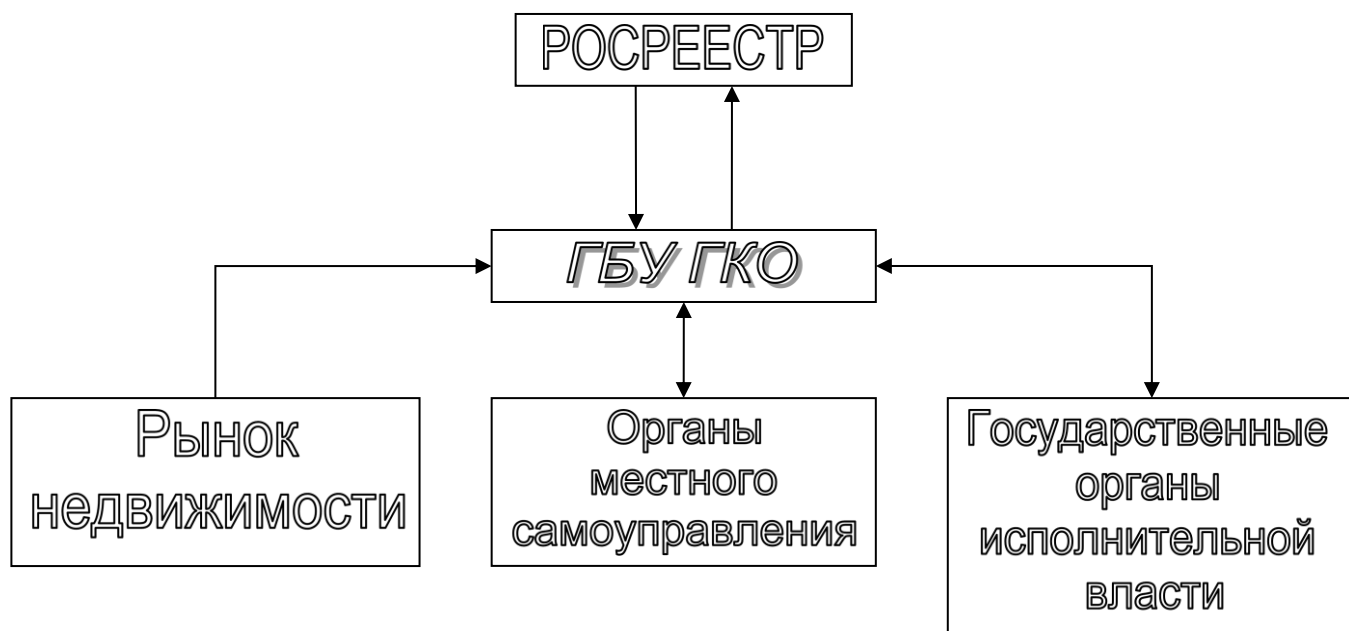 РОСРЕЕСТР
ГБУ ГКО
Рынок
недвижимости
Органы
местного
самоуправления
Государственные
органы
исполнительной
власти